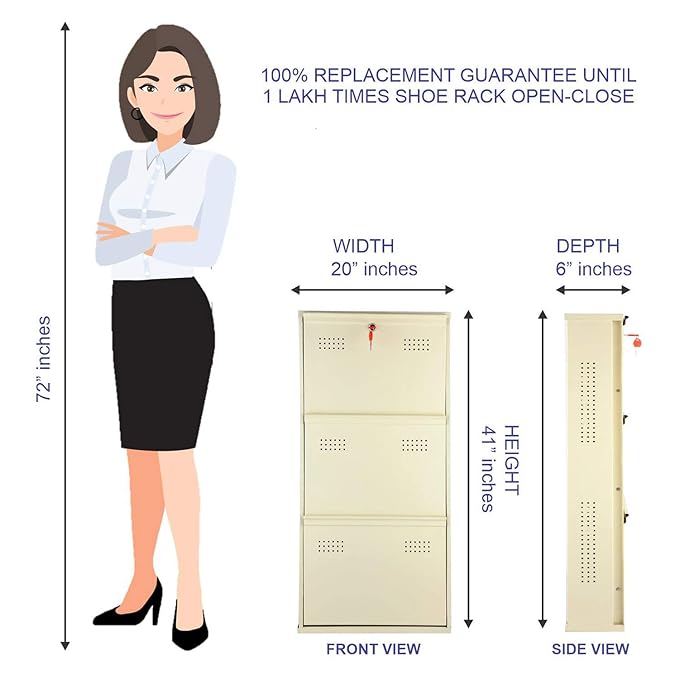 100% REPLACEMENT GUARANTEE UNTIL
1 LAKH TIMES SHOE RACK OPEN-CLOSE
72” inches
WIDTH
20” inches
DEPTH
6” inches
HEIGHT
41” inches
FRONT VIEW
SIDE VIEW